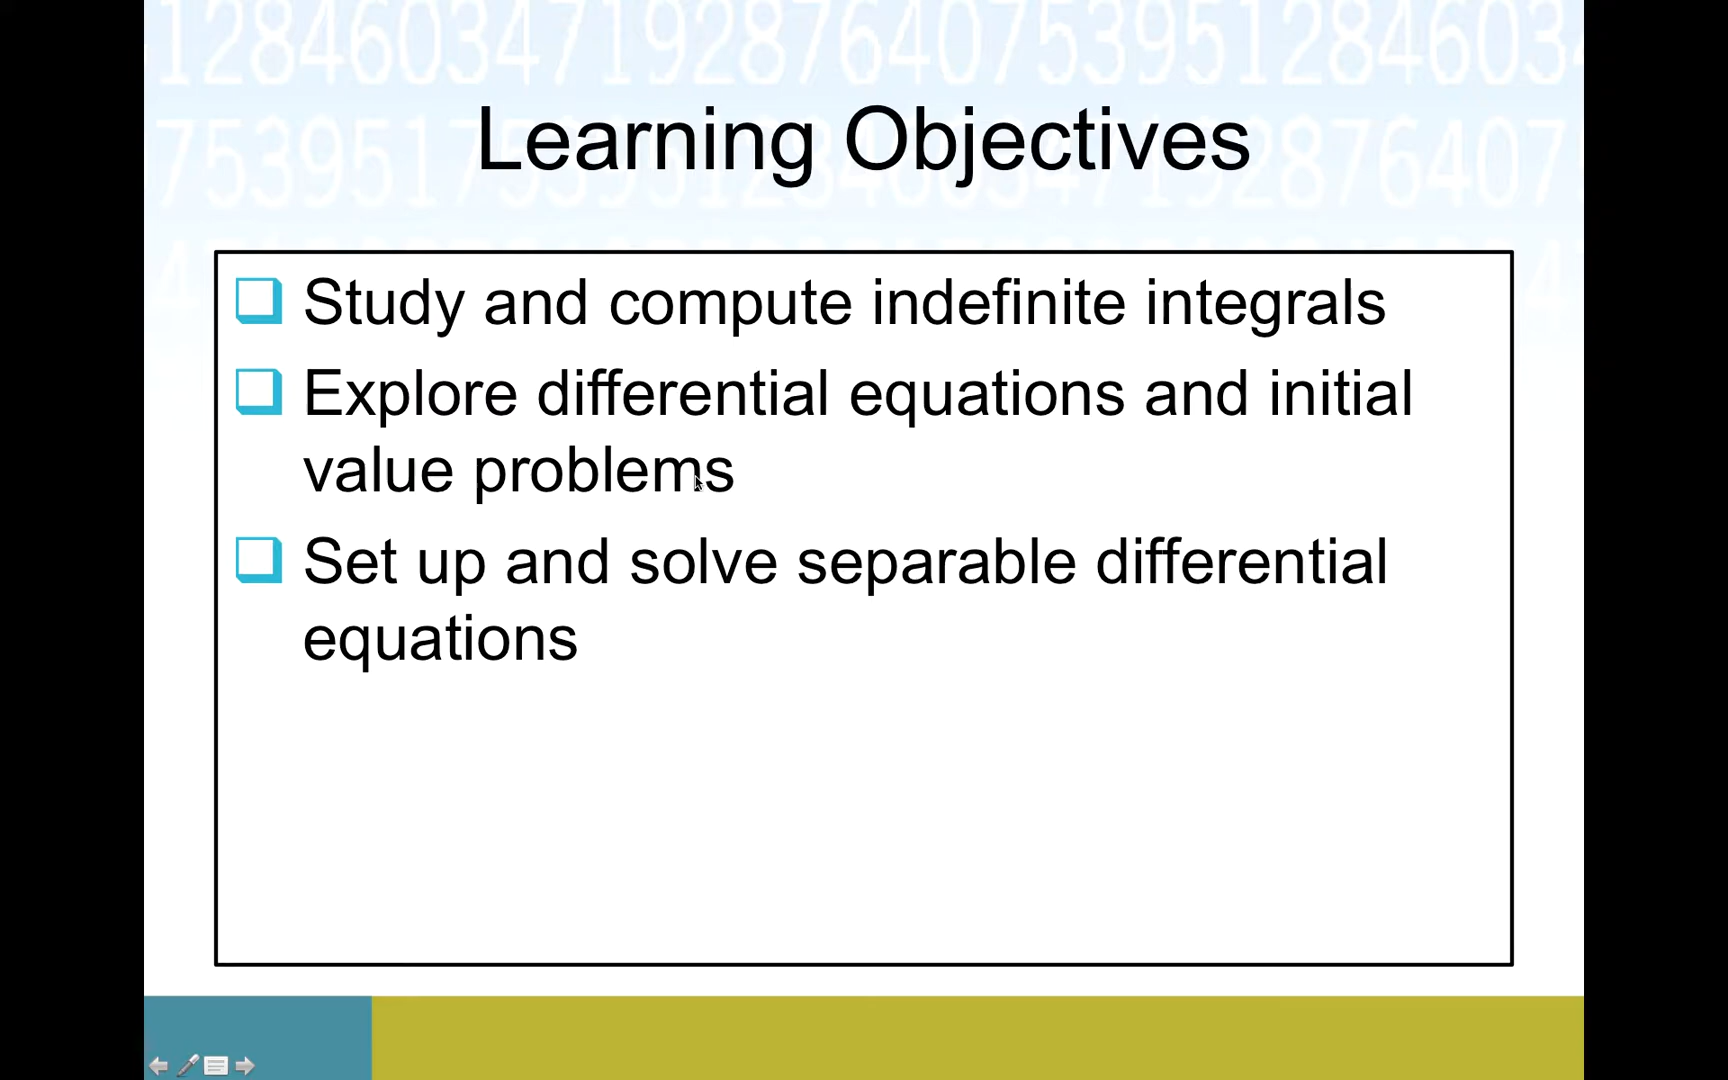 128460347192876407539512846034
Learning Objectives
Study and compute indefinite integrals
Explore differential equations and initial
value problems
Set up and solve separable differential
equations